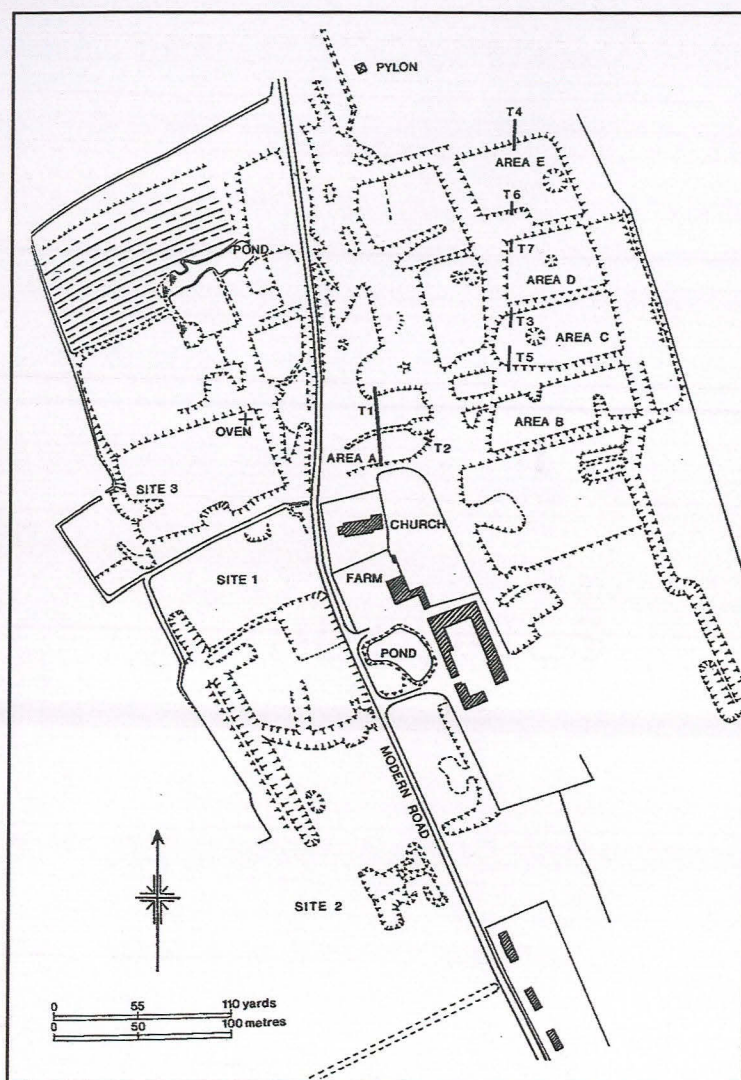 PYLON
T4
AREA E
T6
T7
POND
AREA D
T3
AREA C
T5
T1
OVEN
AREA A
T2
AREA B
SITE 3
CHURCH
SITE 1
FARM
POND
MODERN ROAD
SITE 2
0 55 110 yards
0 50 100 metres